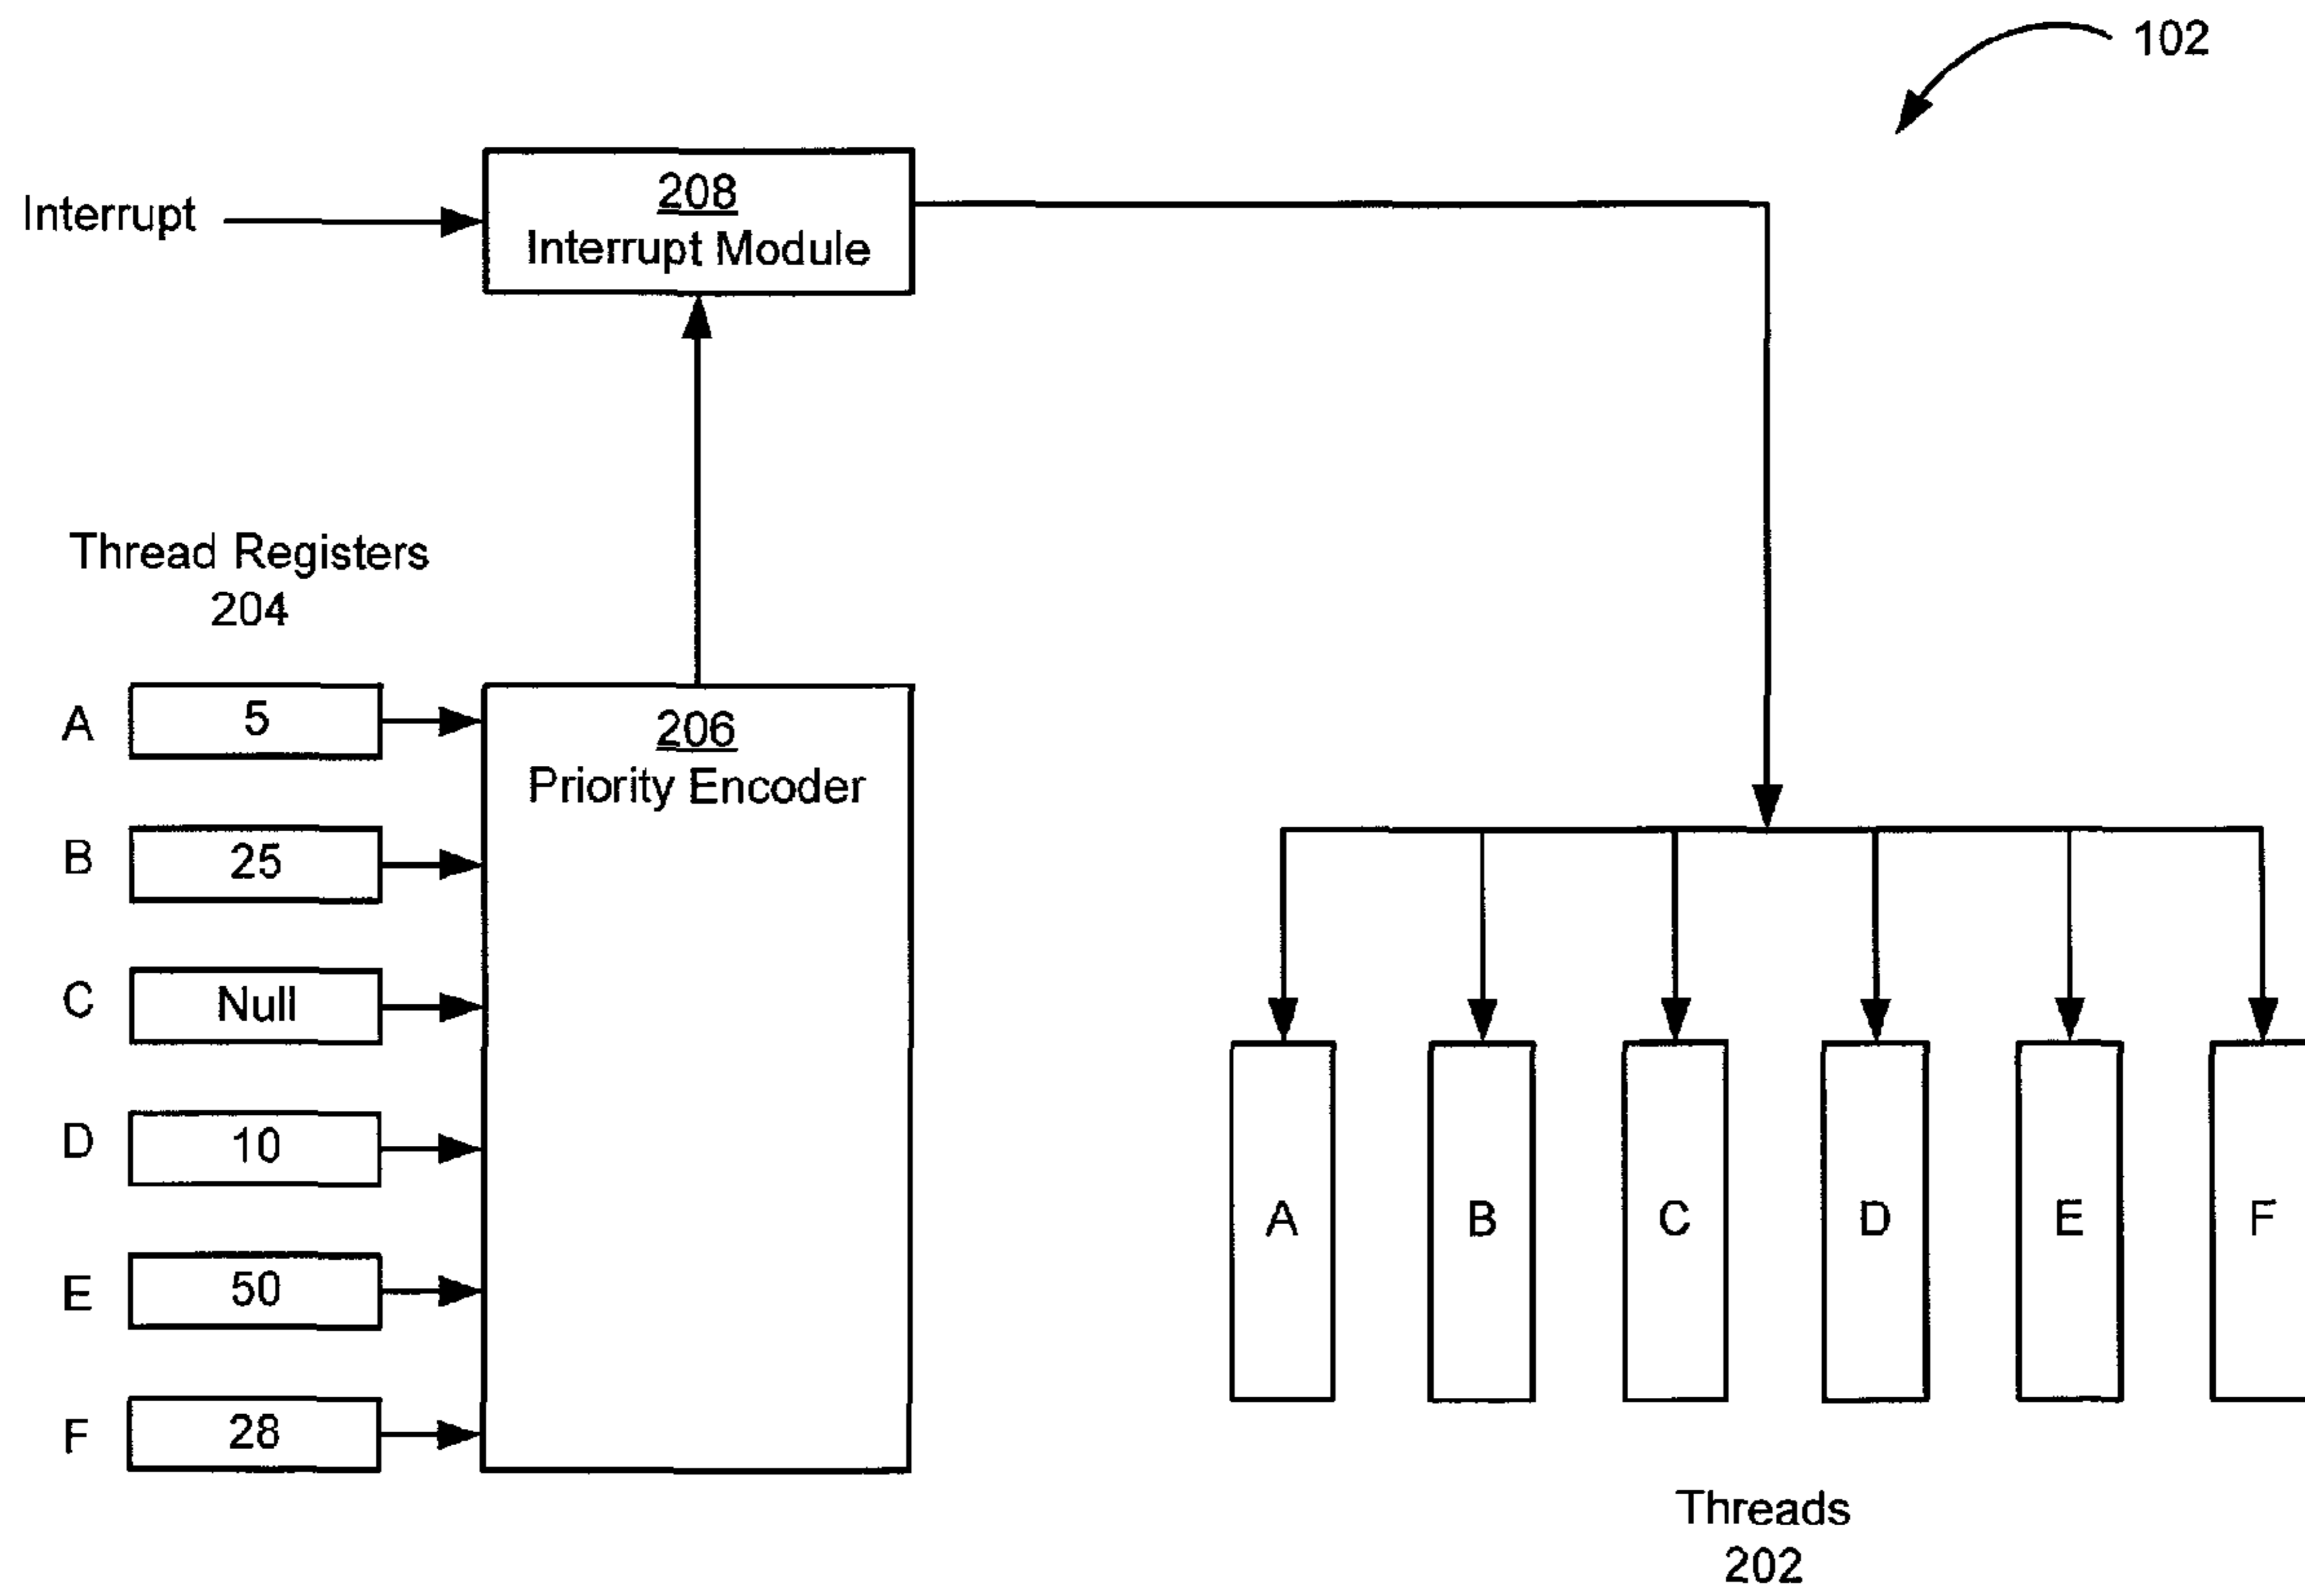 102
Interrupt
208
Interrupt Module
Thread Registers
204
A 5
206
Priority Encoder
B 25
C Null
D 10
E 50
F 28
A B C D E F
Threads
202